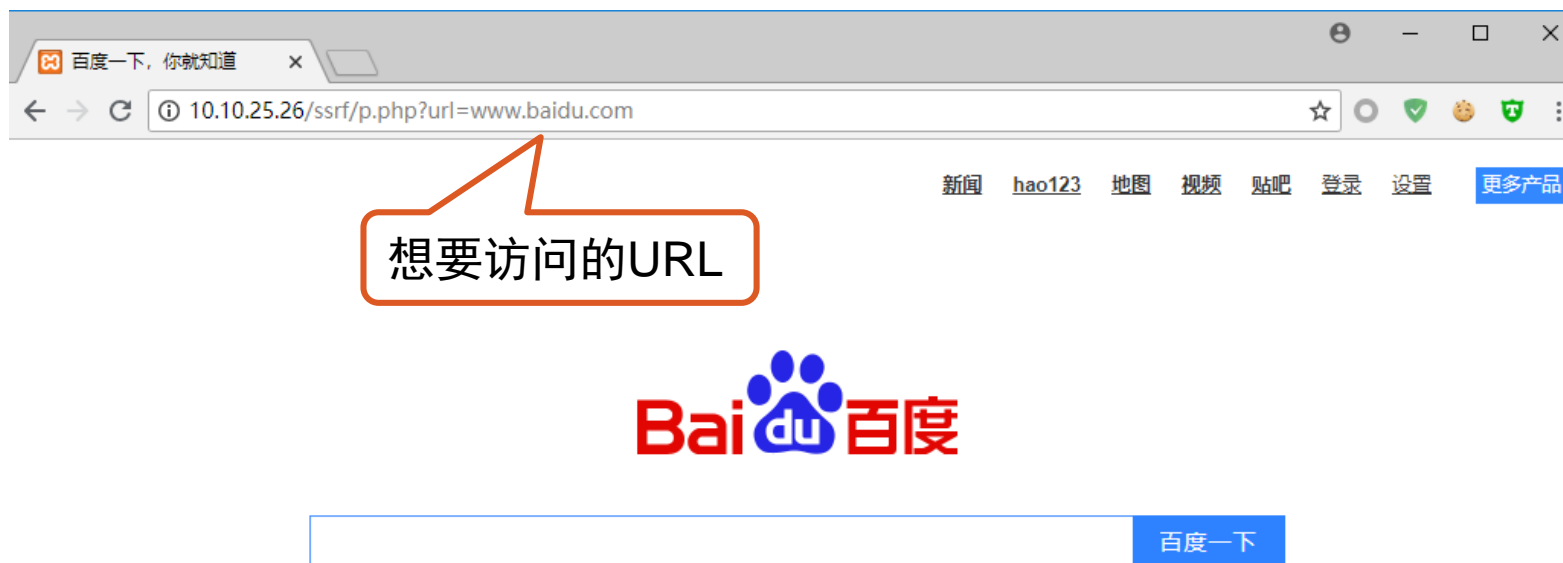 百度一下，你就知道
10.10.25.26/ssrf/p.php?url=www.baidu.com
新闻 hao123 地图 视频 贴吧 登录 设置 更多产品
想要访问的URL
Bai du 百度
百度一下